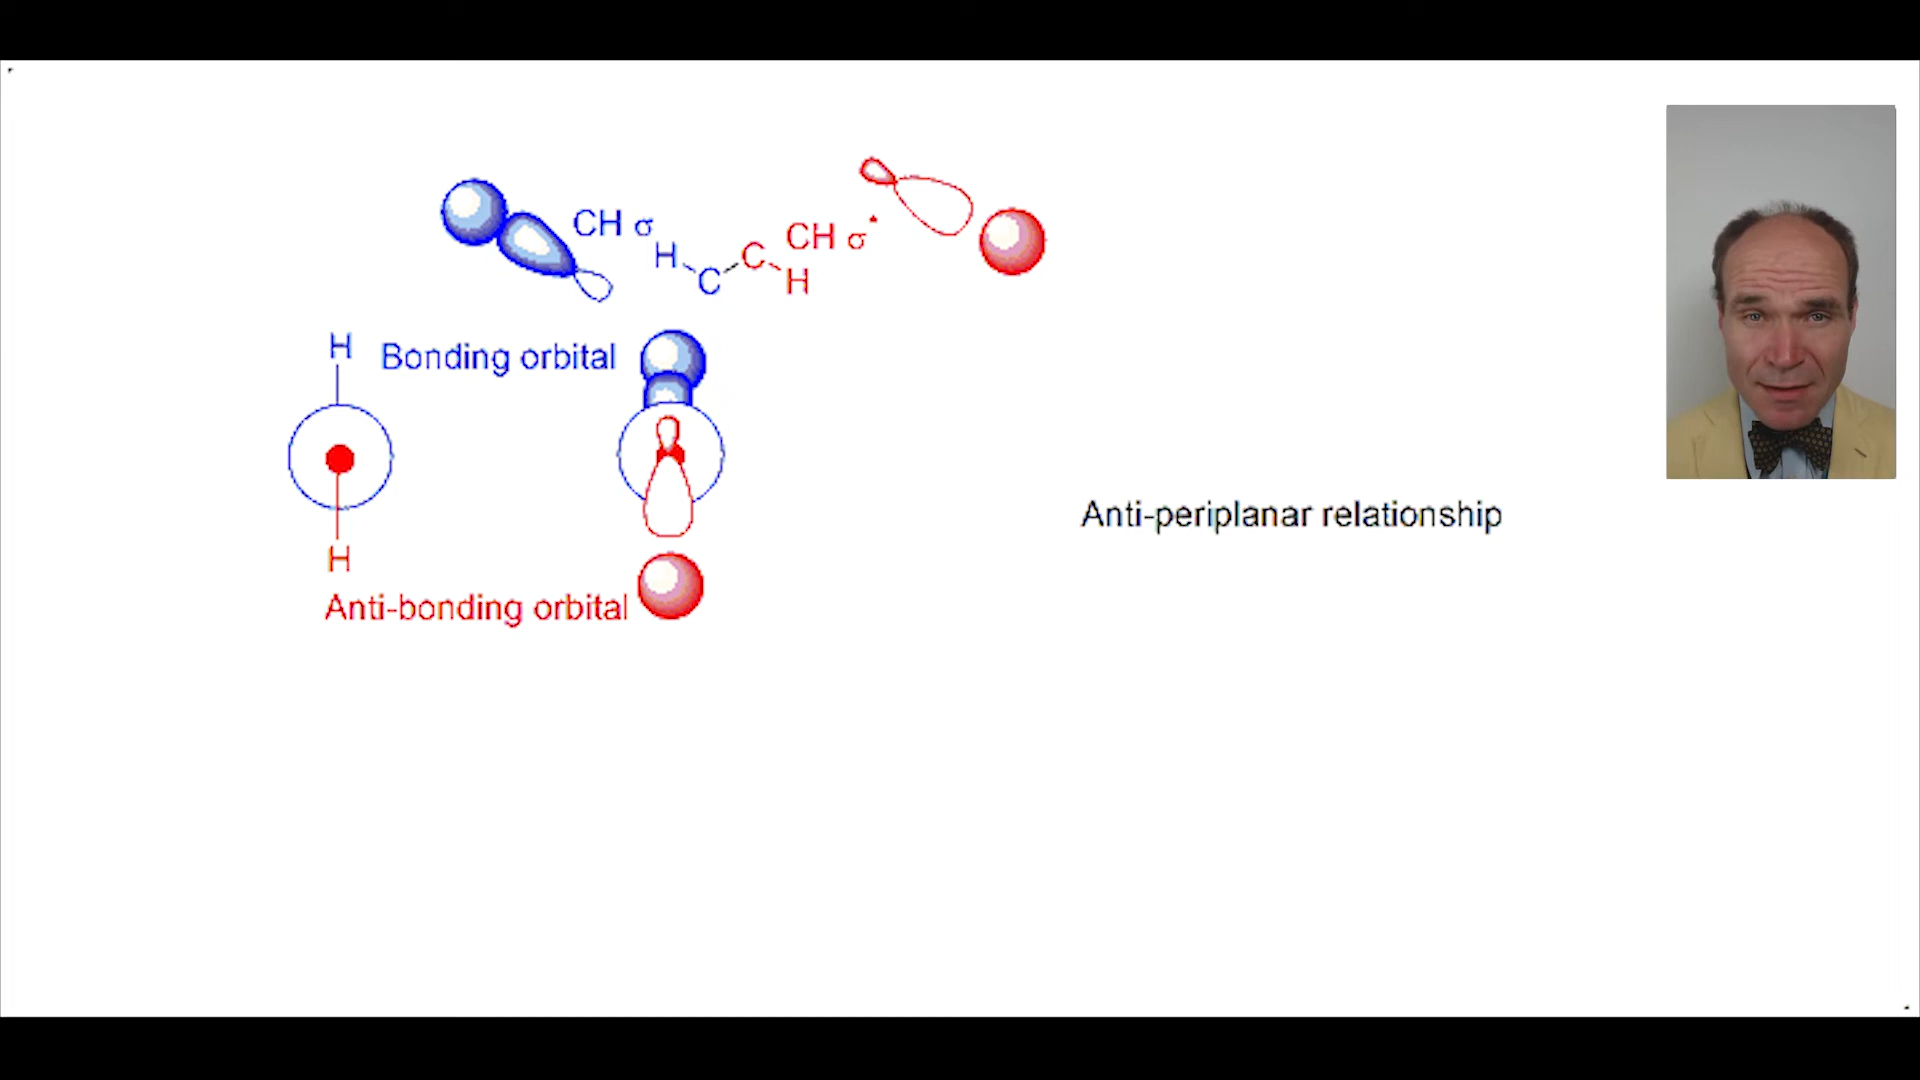 CH σ
CH σ*
H
C
C
H
H
Bonding orbital
Anti-periplanar relationship
H
Anti-bonding orbital